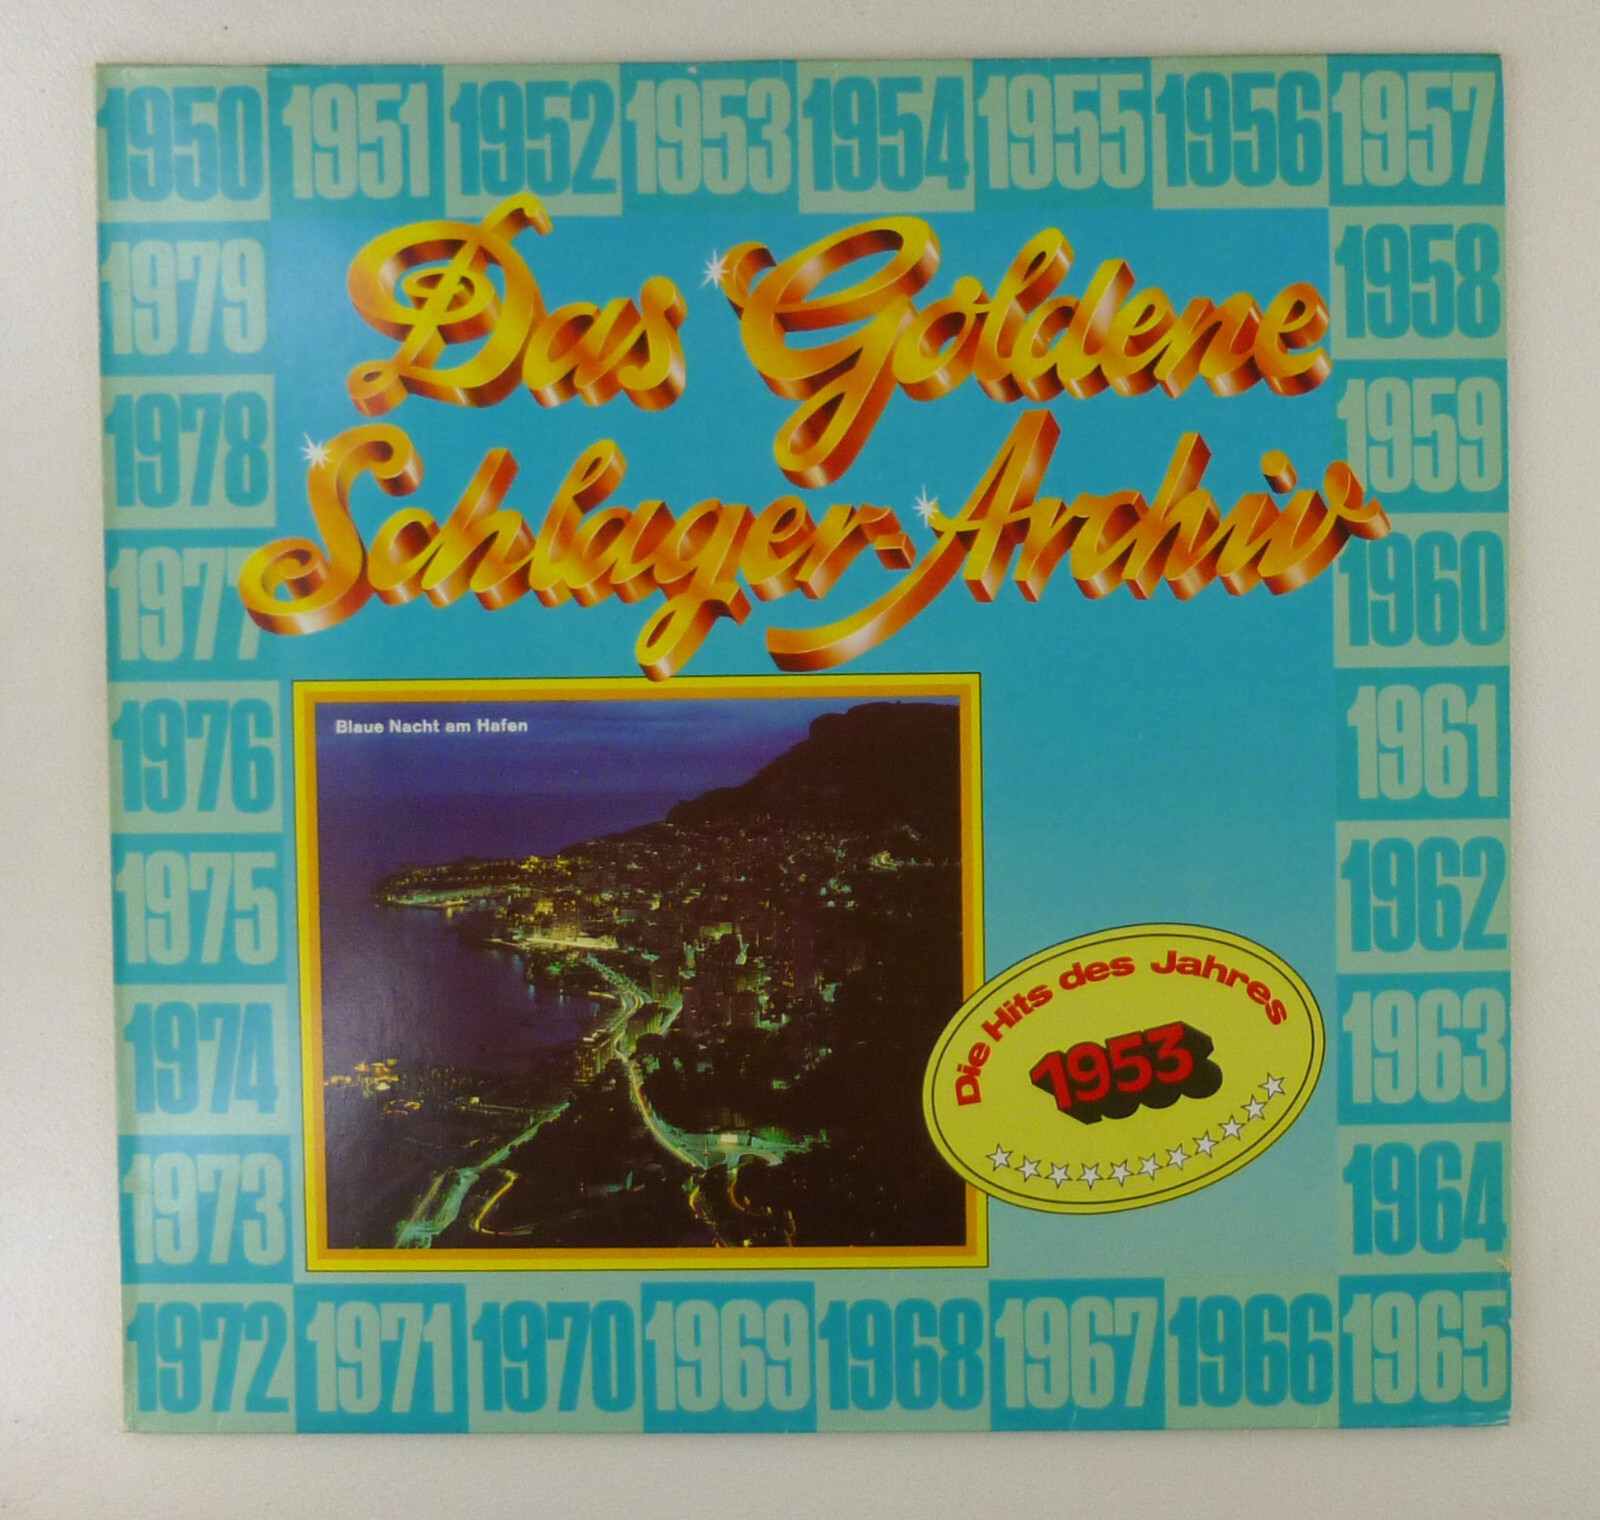 1950 1951 1952 1953 1954 1955 1956 1957
1979
1958
1978
1959
1977
1960
1976
1961
1975
1962
1974
1963
1973
1964
1972 1971 1970 1969 1968 1967 1966 1965
Das Goldene
Schlager-Archiv
Blaue Nacht am Hafen
Die Hits des Jahres
1953